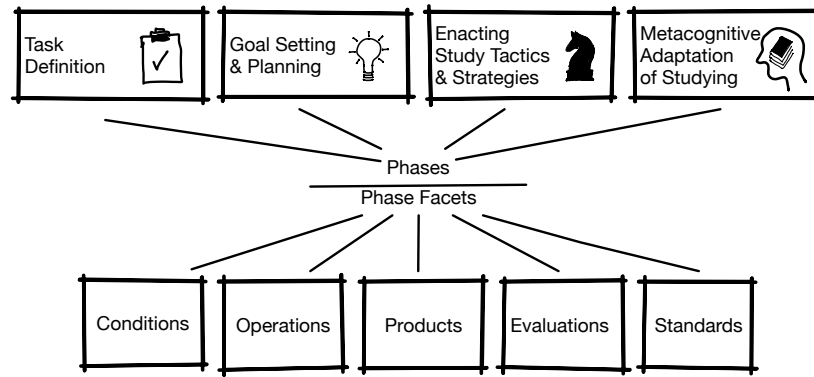 Task
Definition
Goal Setting
& Planning
Enacting
Study Tactics
& Strategies
Metacognitive
Adaptation
of Studying
Phases
Phase Facets
Conditions
Operations
Products
Evaluations
Standards